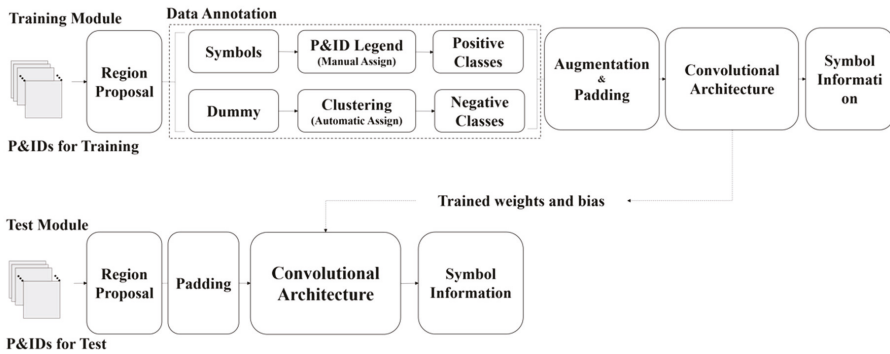 Training Module
Data Annotation
Region
Proposal
Symbols
P&ID Legend
(Manual Assign)
Positive
Classes
Dummy
Clustering
(Automatic Assign)
Negative
Classes
Augmentation
&
Padding
Convolutional
Architecture
Symbol
Informati
on
P&IDs for Training
Trained weights and bias
Test Module
Region
Proposal
Padding
Convolutional
Architecture
Symbol
Information
P&IDs for Test